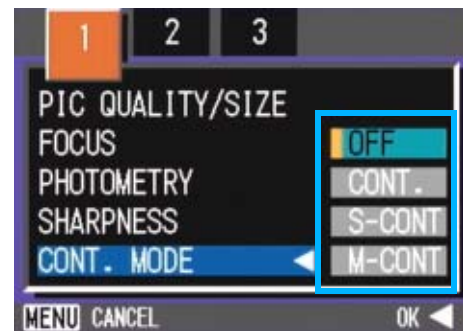 1 2 3
PIC QUALITY/SIZE
FOCUS OFF
PHOTOMETRY CONT.
SHARPNESS S-CONT
CONT. MODE M-CONT
MENU CANCEL OK